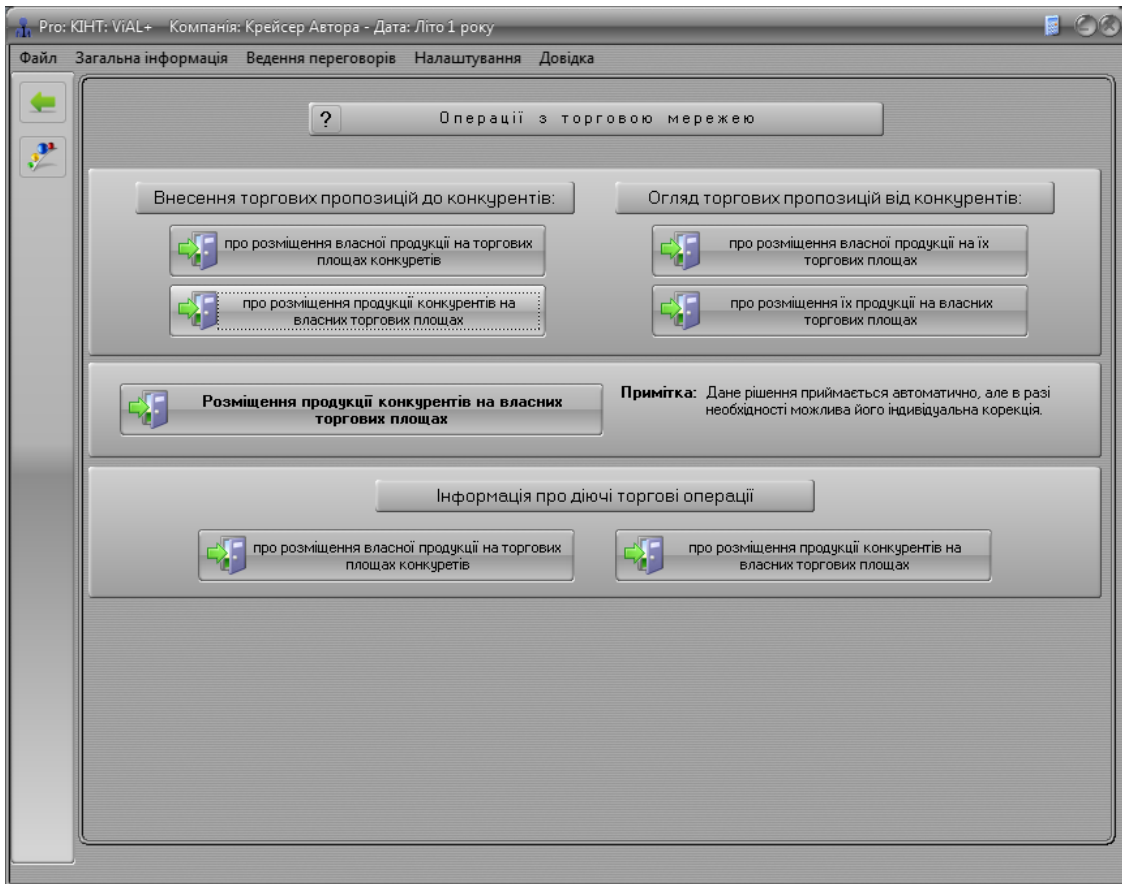 Pro: КІНТ: ViAL+ Компанія: Крейсер Автора - Дата: Літо 1 року
Файл Загальна інформація Ведення переговорів Налаштування Довідка
? Операції з торговою мережею
Внесення торгових пропозицій до конкурентів:
про розміщення власної продукції на торгових
площах конкуретів
про розміщення продукції конкурентів на
власних торгових площах
Огляд торгових пропозицій від конкурентів:
про розміщення власної продукції на їх
торгових площах
про розміщення їх продукції на власних
торгових площах
Розміщення продукції конкурентів на власних
торгових площах
Примітка: Дане рішення приймається автоматично, але в разі
необхідності можлива його індивідуальна корекція.
Інформація про діючі торгові операції
про розміщення власної продукції на торгових
площах конкуретів
про розміщення продукції конкурентів на
власних торгових площах